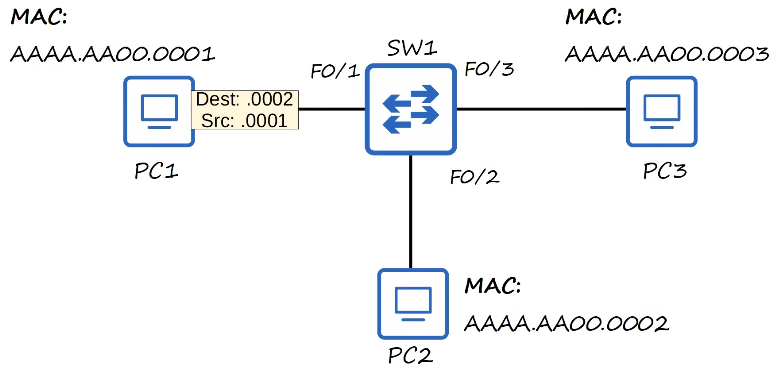 MAC:
AAAA.AA00.0001
PC1
Dest: .0002
Src: .0001
F0/1
SW1
F0/3
F0/2
MAC:
AAAA.AA00.0003
PC3
MAC:
AAAA.AA00.0002
PC2